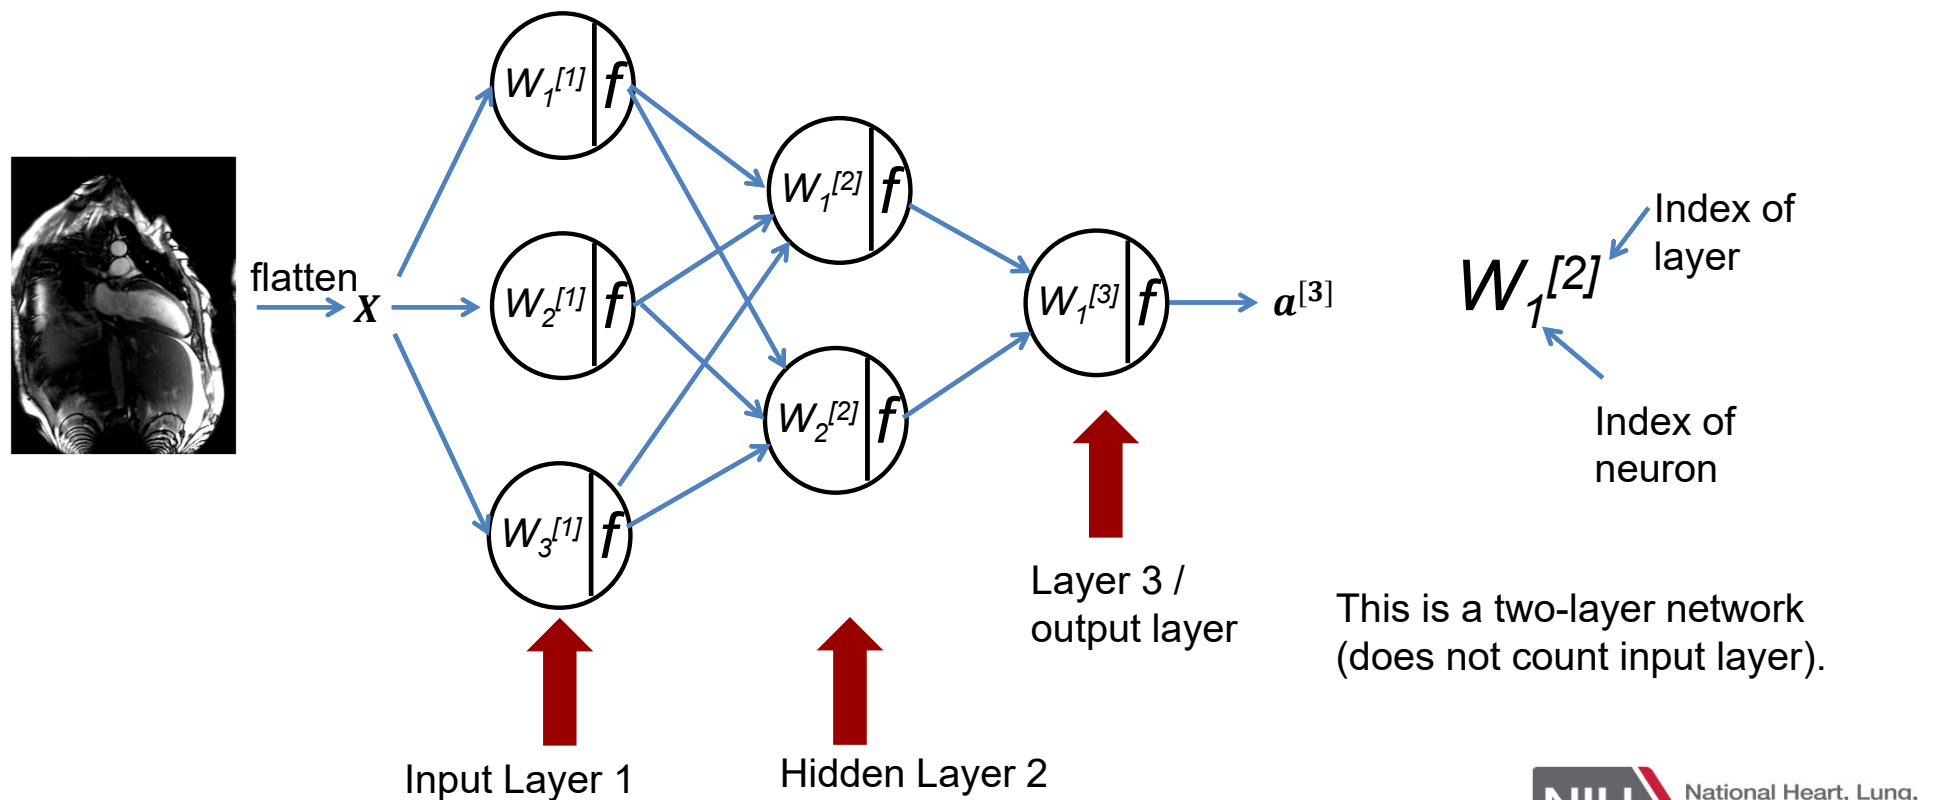 flatten
X
W1[1] f
W2[1] f
W3[1] f
W1[2] f
W2[2] f
W1[3] f
a[3]
W1[2]
Index of
layer
Index of
neuron
Layer 3 /
output layer
This is a two-layer network
(does not count input layer).
Input Layer 1
Hidden Layer 2
NIH
National Heart, Lung,